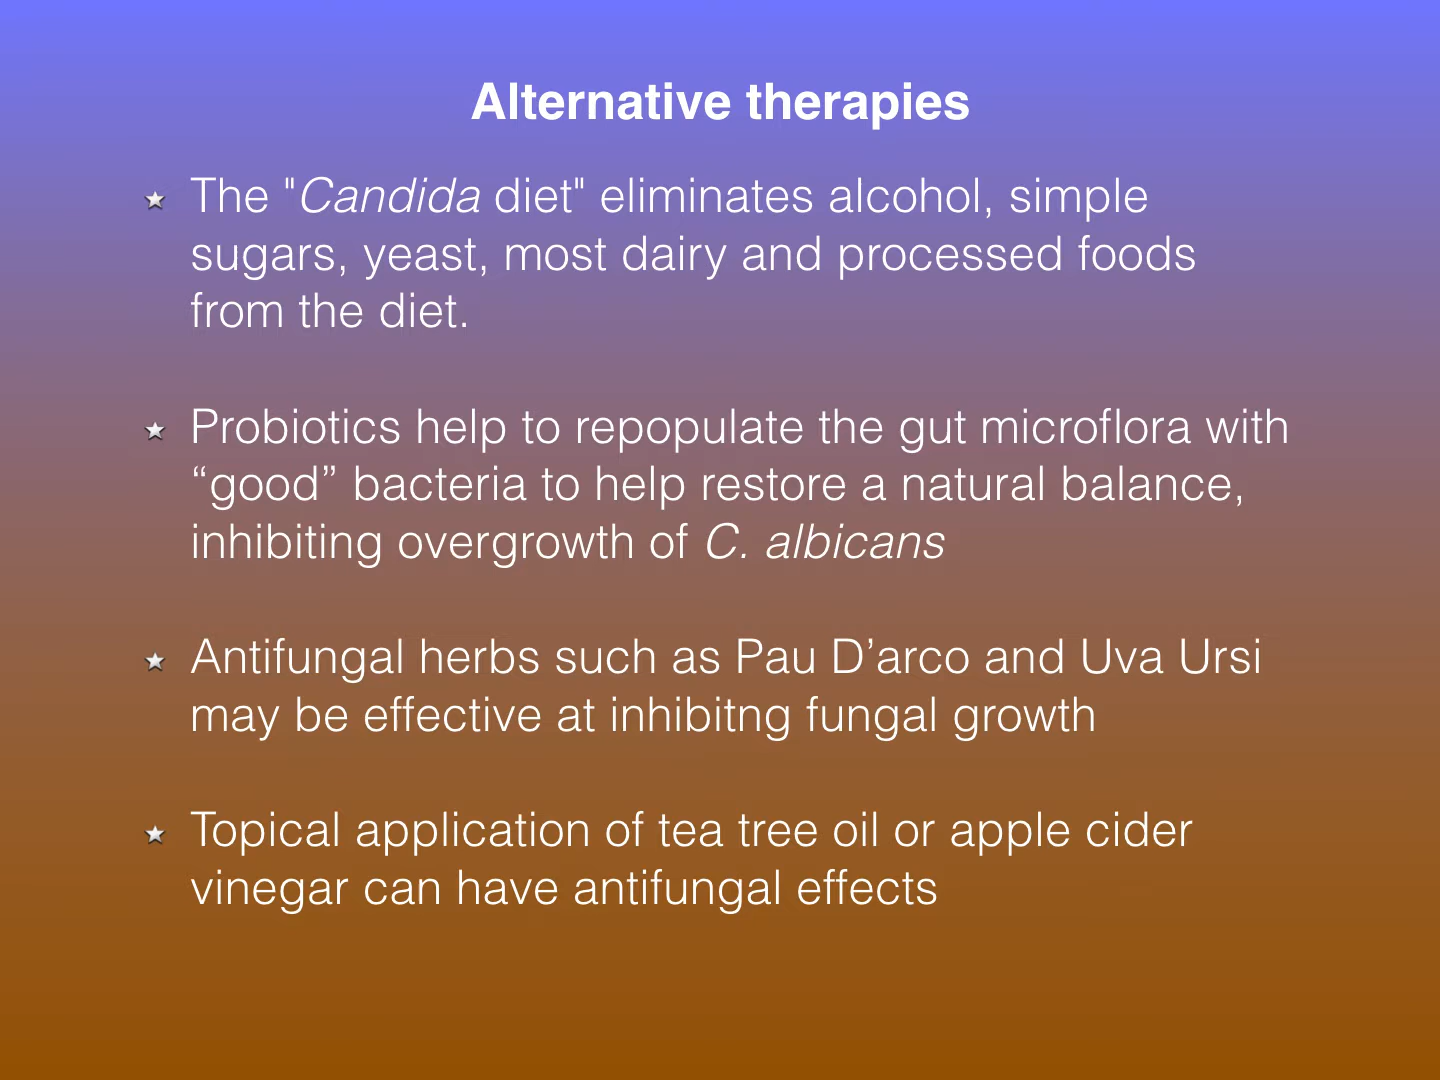 Alternative therapies
The "Candida diet" eliminates alcohol, simple
sugars, yeast, most dairy and processed foods
from the diet.
Probiotics help to repopulate the gut microflora with
“good” bacteria to help restore a natural balance,
inhibiting overgrowth of C. albicans
Antifungal herbs such as Pau D’arco and Uva Ursi
may be effective at inhibitng fungal growth
Topical application of tea tree oil or apple cider
vinegar can have antifungal effects